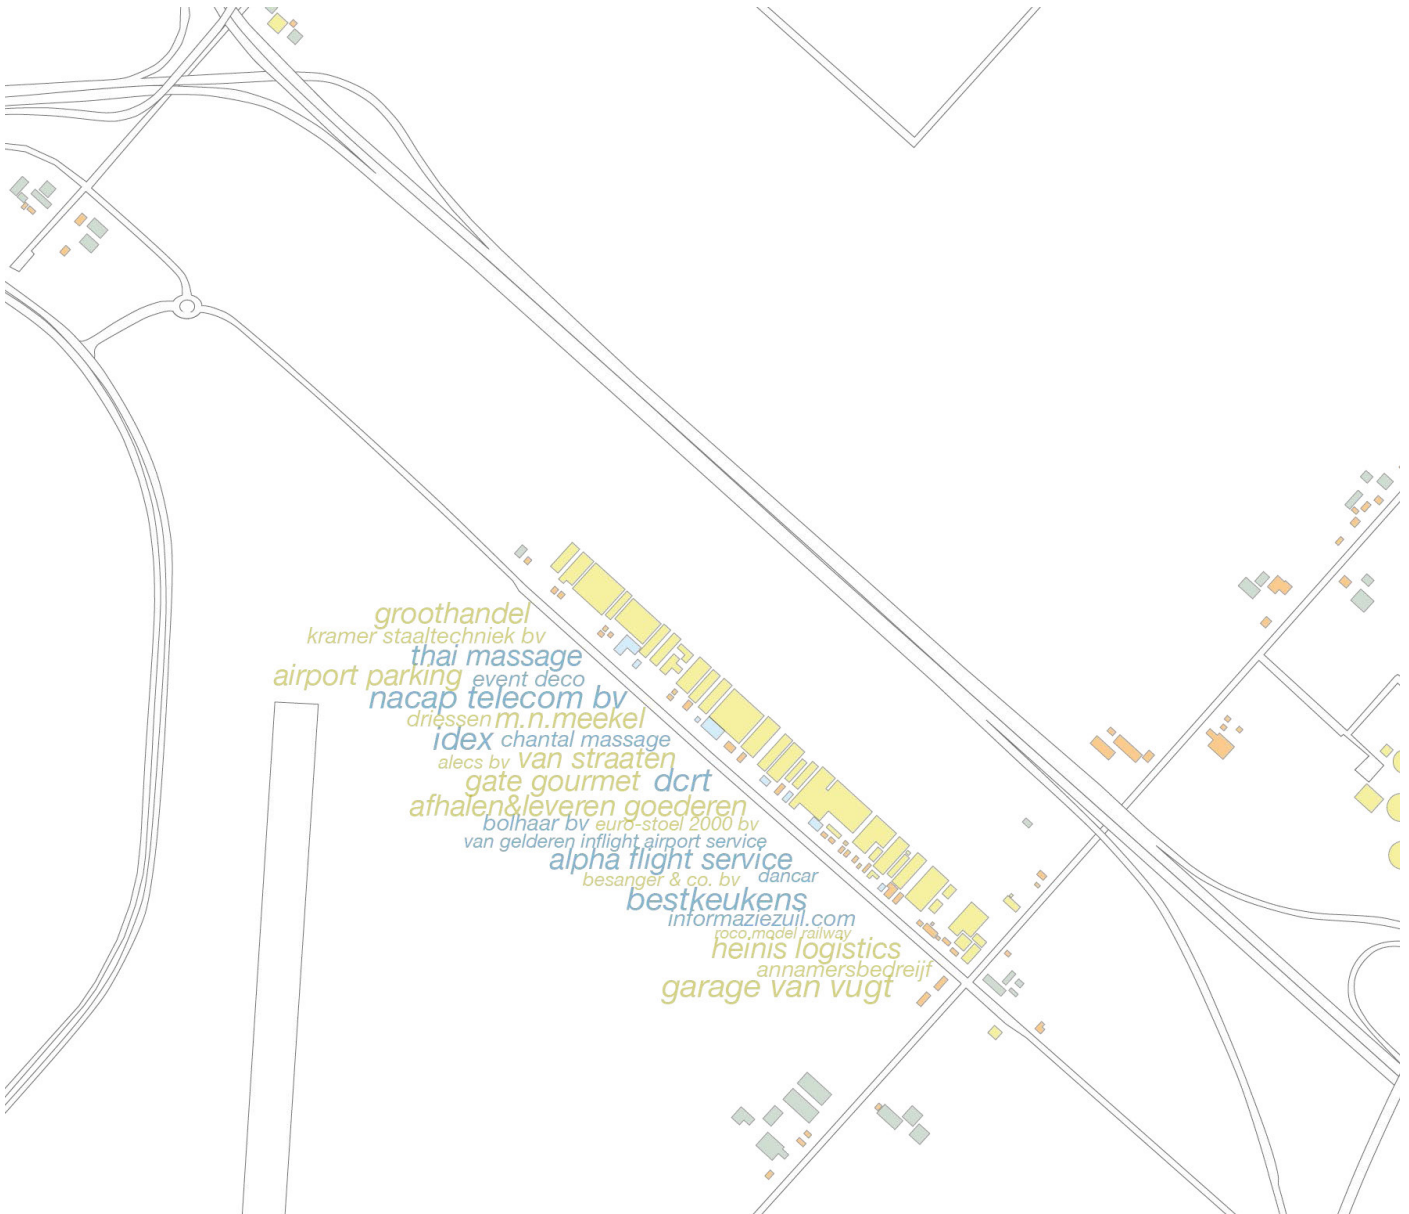 groothandel
kramer staaltechniek bv
thai massage
airport parking event deco
nacap telecom bv
driessen m.n.meekel
idex chantal massage
alecs bv van straaten
gate gourmet dcrt
afhalen&leveren goederen
bolhaar bv euro-stoel 2000 bv
van gelderen inflight airport service
alpha flight service
besanger & co. bv dancar
bestkeukens
informaziezuil.com
roco model railway
heinis logistics
annamersbedreijf
garage van vugt